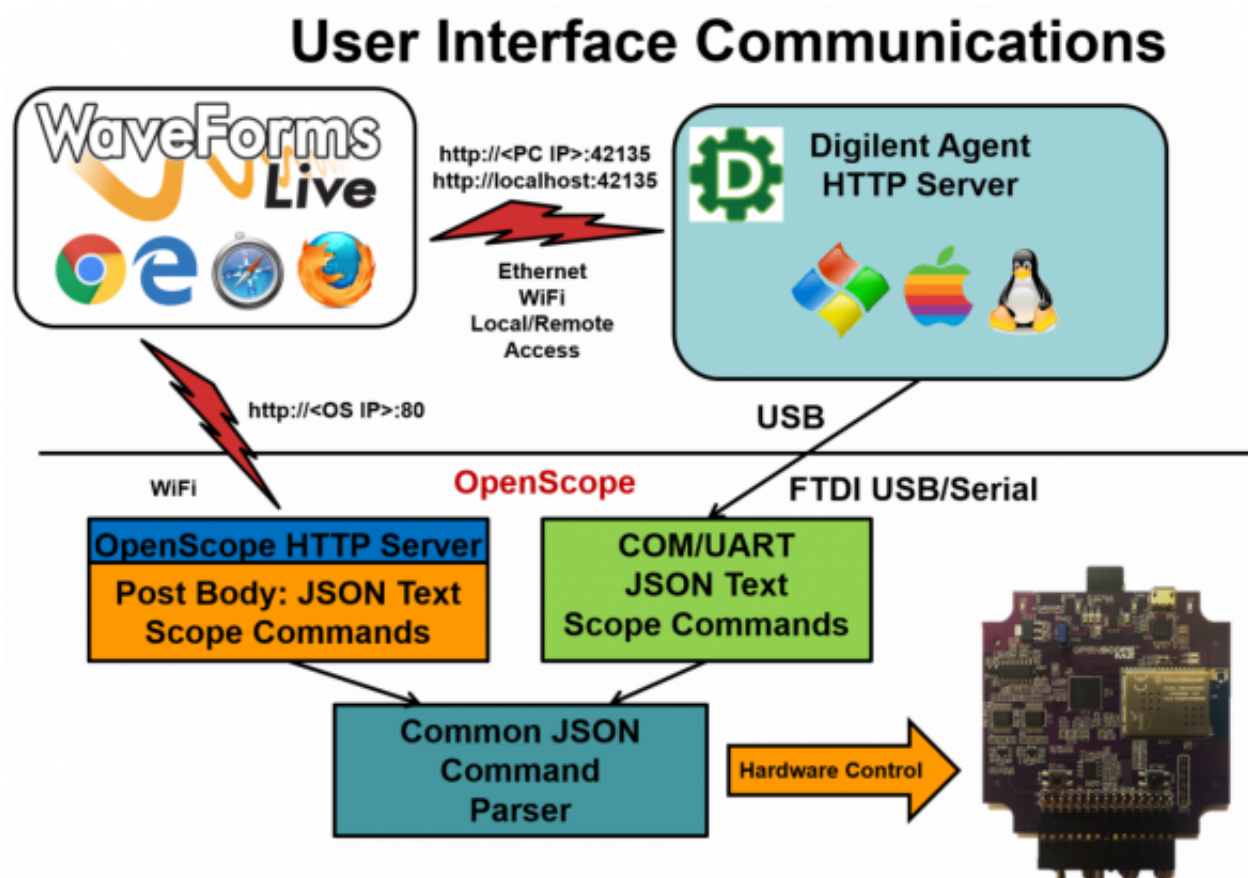 User Interface Communications
WaveForms
Live
http://<PC IP>:42135
http://localhost:42135
Ethernet
WiFi
Local/Remote
Access
D
Digilent Agent
HTTP Server
http://<OS IP>:80
USB
WiFi
OpenScope
FTDI USB/Serial
OpenScope HTTP Server
Post Body: JSON Text
Scope Commands
COM/UART
JSON Text
Scope Commands
Common JSON
Command
Parser
Hardware Control